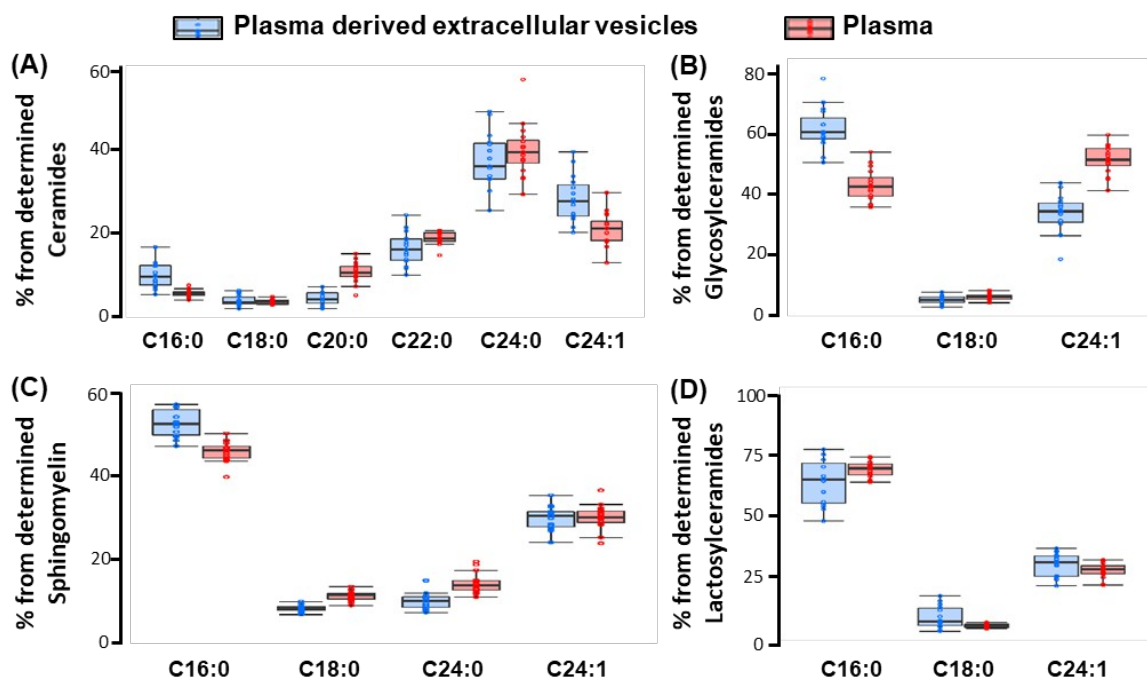 Plasma derived extracellular vesicles Plasma
(A)
% from determined
Ceramides
60
40
20
0
C16:0 C18:0 C20:0 C22:0 C24:0 C24:1
(B)
% from determined
Glycosylceramides
80
60
40
20
0
C16:0 C18:0 C24:1
(C)
% from determined
Sphingomyelin
60
40
20
0
C16:0 C18:0 C24:0 C24:1
(D)
% from determined
Lactosylceramides
100
75
50
25
0
C16:0 C18:0 C24:1